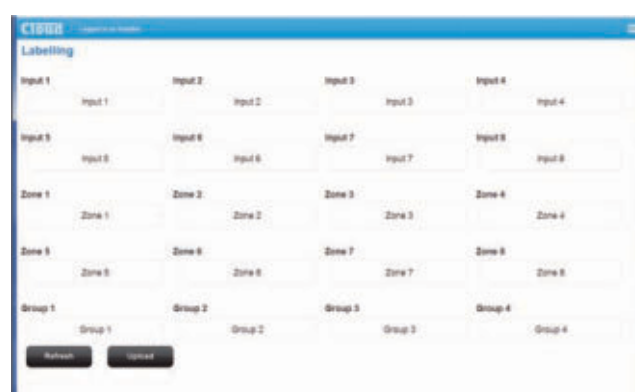 Cloud Logged in as Installer
Labelling
Input 1 Input 2 Input 3 Input 4
Input 1 Input 2 Input 3 Input 4
Input 5 Input 6 Input 7 Input 8
Input 5 Input 6 Input 7 Input 8
Zone 1 Zone 2 Zone 3 Zone 4
Zone 1 Zone 2 Zone 3 Zone 4
Zone 5 Zone 6 Zone 7 Zone 8
Zone 5 Zone 6 Zone 7 Zone 8
Group 1 Group 2 Group 3 Group 4
Group 1 Group 2 Group 3 Group 4
Refresh Upload